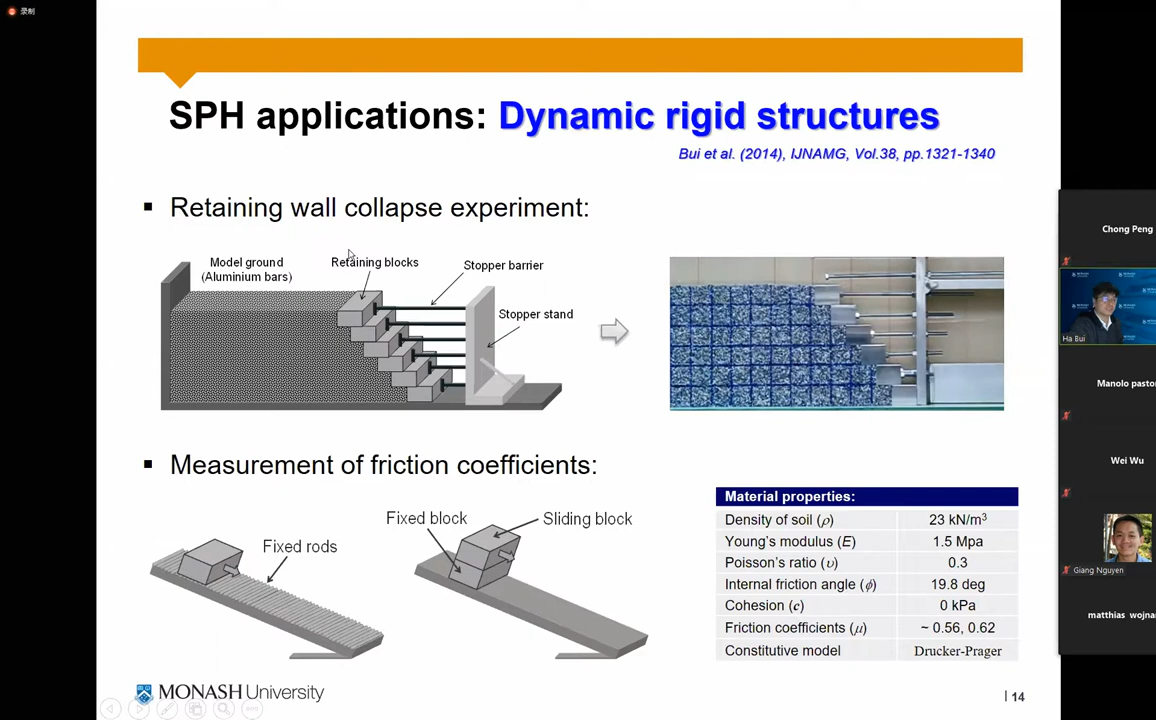 录制
SPH applications: Dynamic rigid structures
Bui et al. (2014), IJNAMG, Vol.38, pp.1321-1340
▪ Retaining wall collapse experiment:
Model ground
(Aluminium bars)
Retaining blocks
Stopper barrier
Stopper stand
▪ Measurement of friction coefficients:
Fixed rods
Fixed block
Sliding block
Material properties:
Density of soil (ρ) 23 kN/m³
Young's modulus (E) 1.5 Mpa
Poisson's ratio (υ) 0.3
Internal friction angle (ϕ) 19.8 deg
Cohesion (c) 0 kPa
Friction coefficients (μ) ~ 0.56, 0.62
Constitutive model Drucker-Prager
MONASH University
| 14
Chong Peng
Ha Bui
Manolo pastor
Wei Wu
Giang Nguyen
matthias wojnar